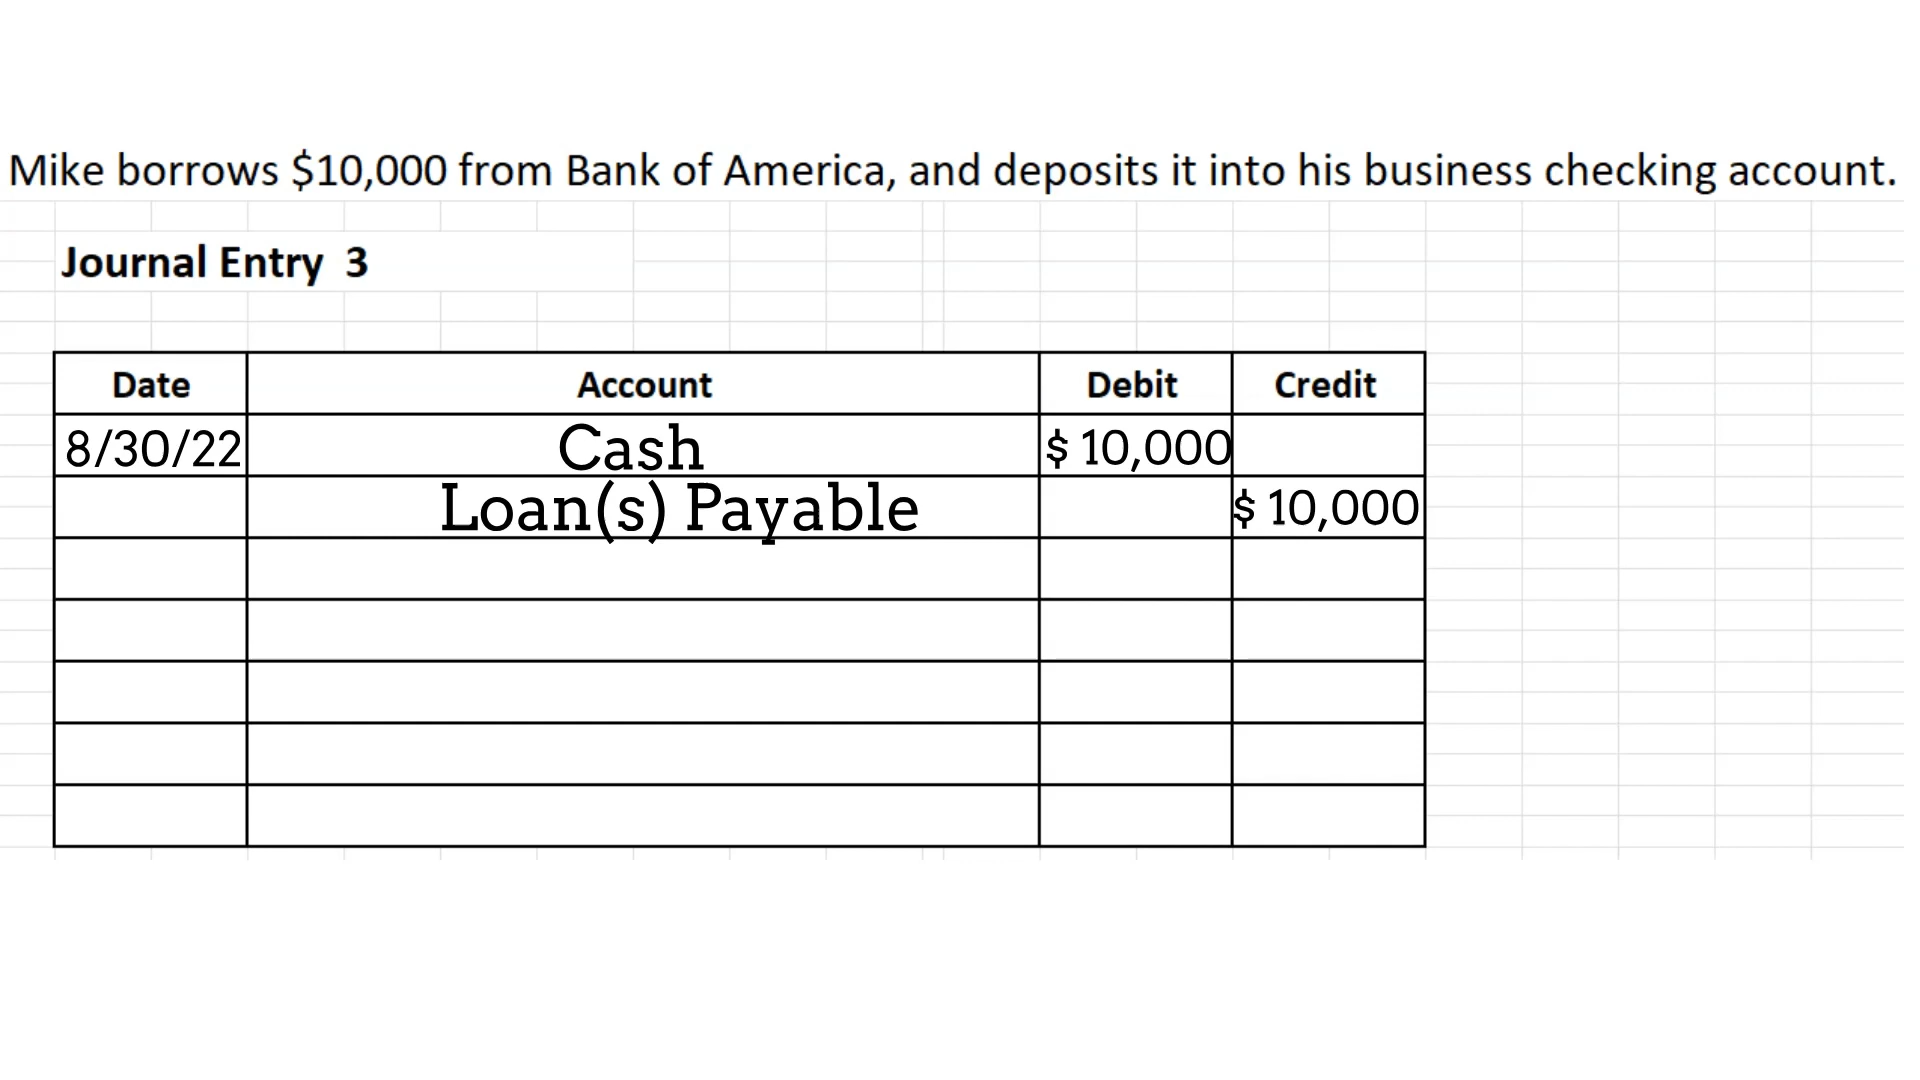 Mike borrows $10,000 from Bank of America, and deposits it into his business checking account.
Journal Entry 3
Date Account Debit Credit
8/30/22 Cash $ 10,000
Loan(s) Payable $ 10,000